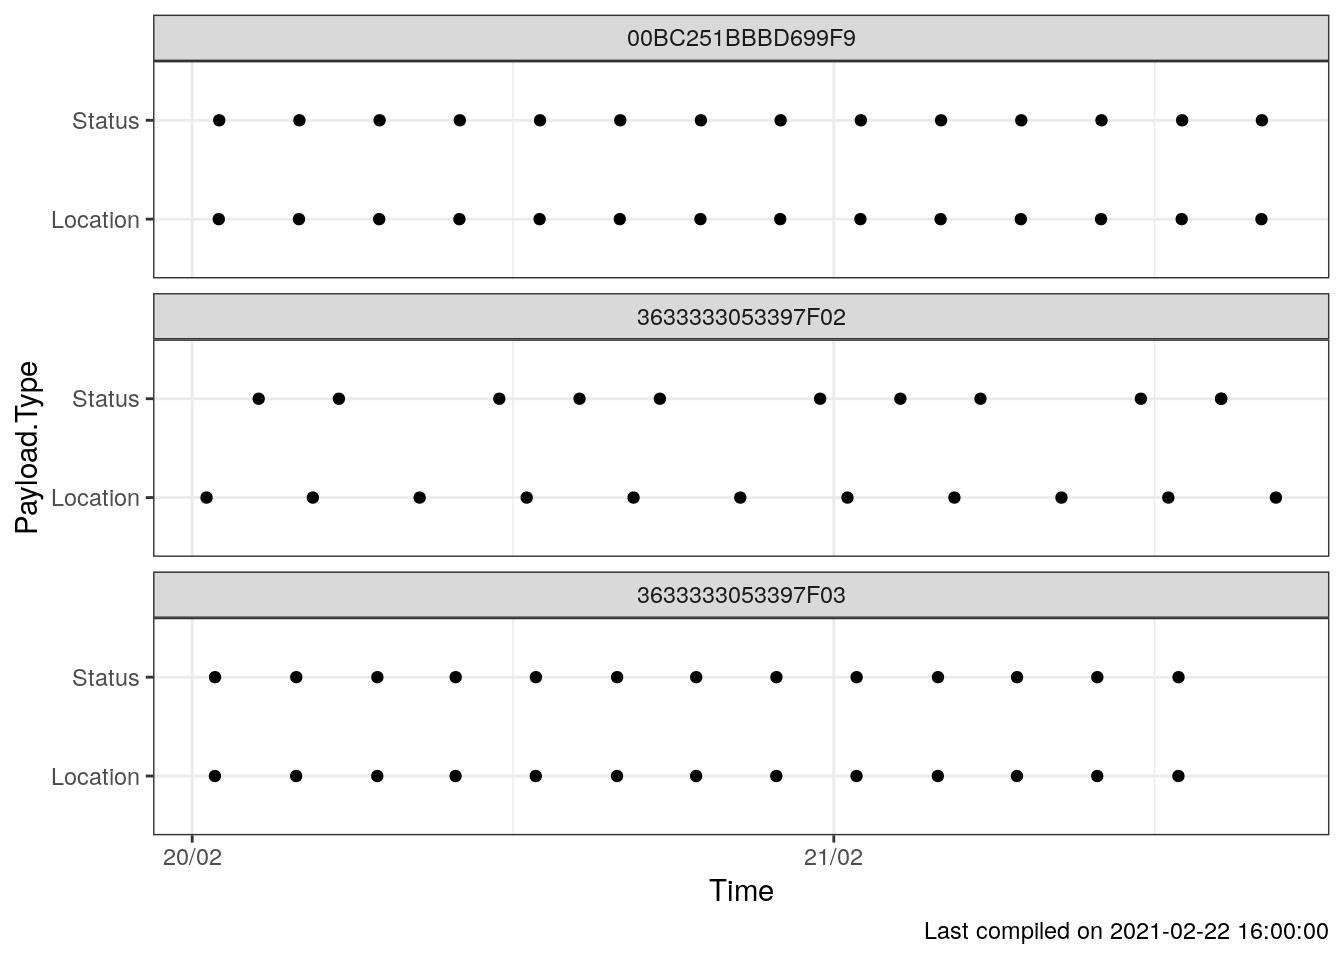 00BC251BBBD699F9
Status
Location
3633333053397F02
Status
Location
3633333053397F03
Status
Location
Payload.Type
20/02 21/02
Time
Last compiled on 2021-02-22 16:00:00